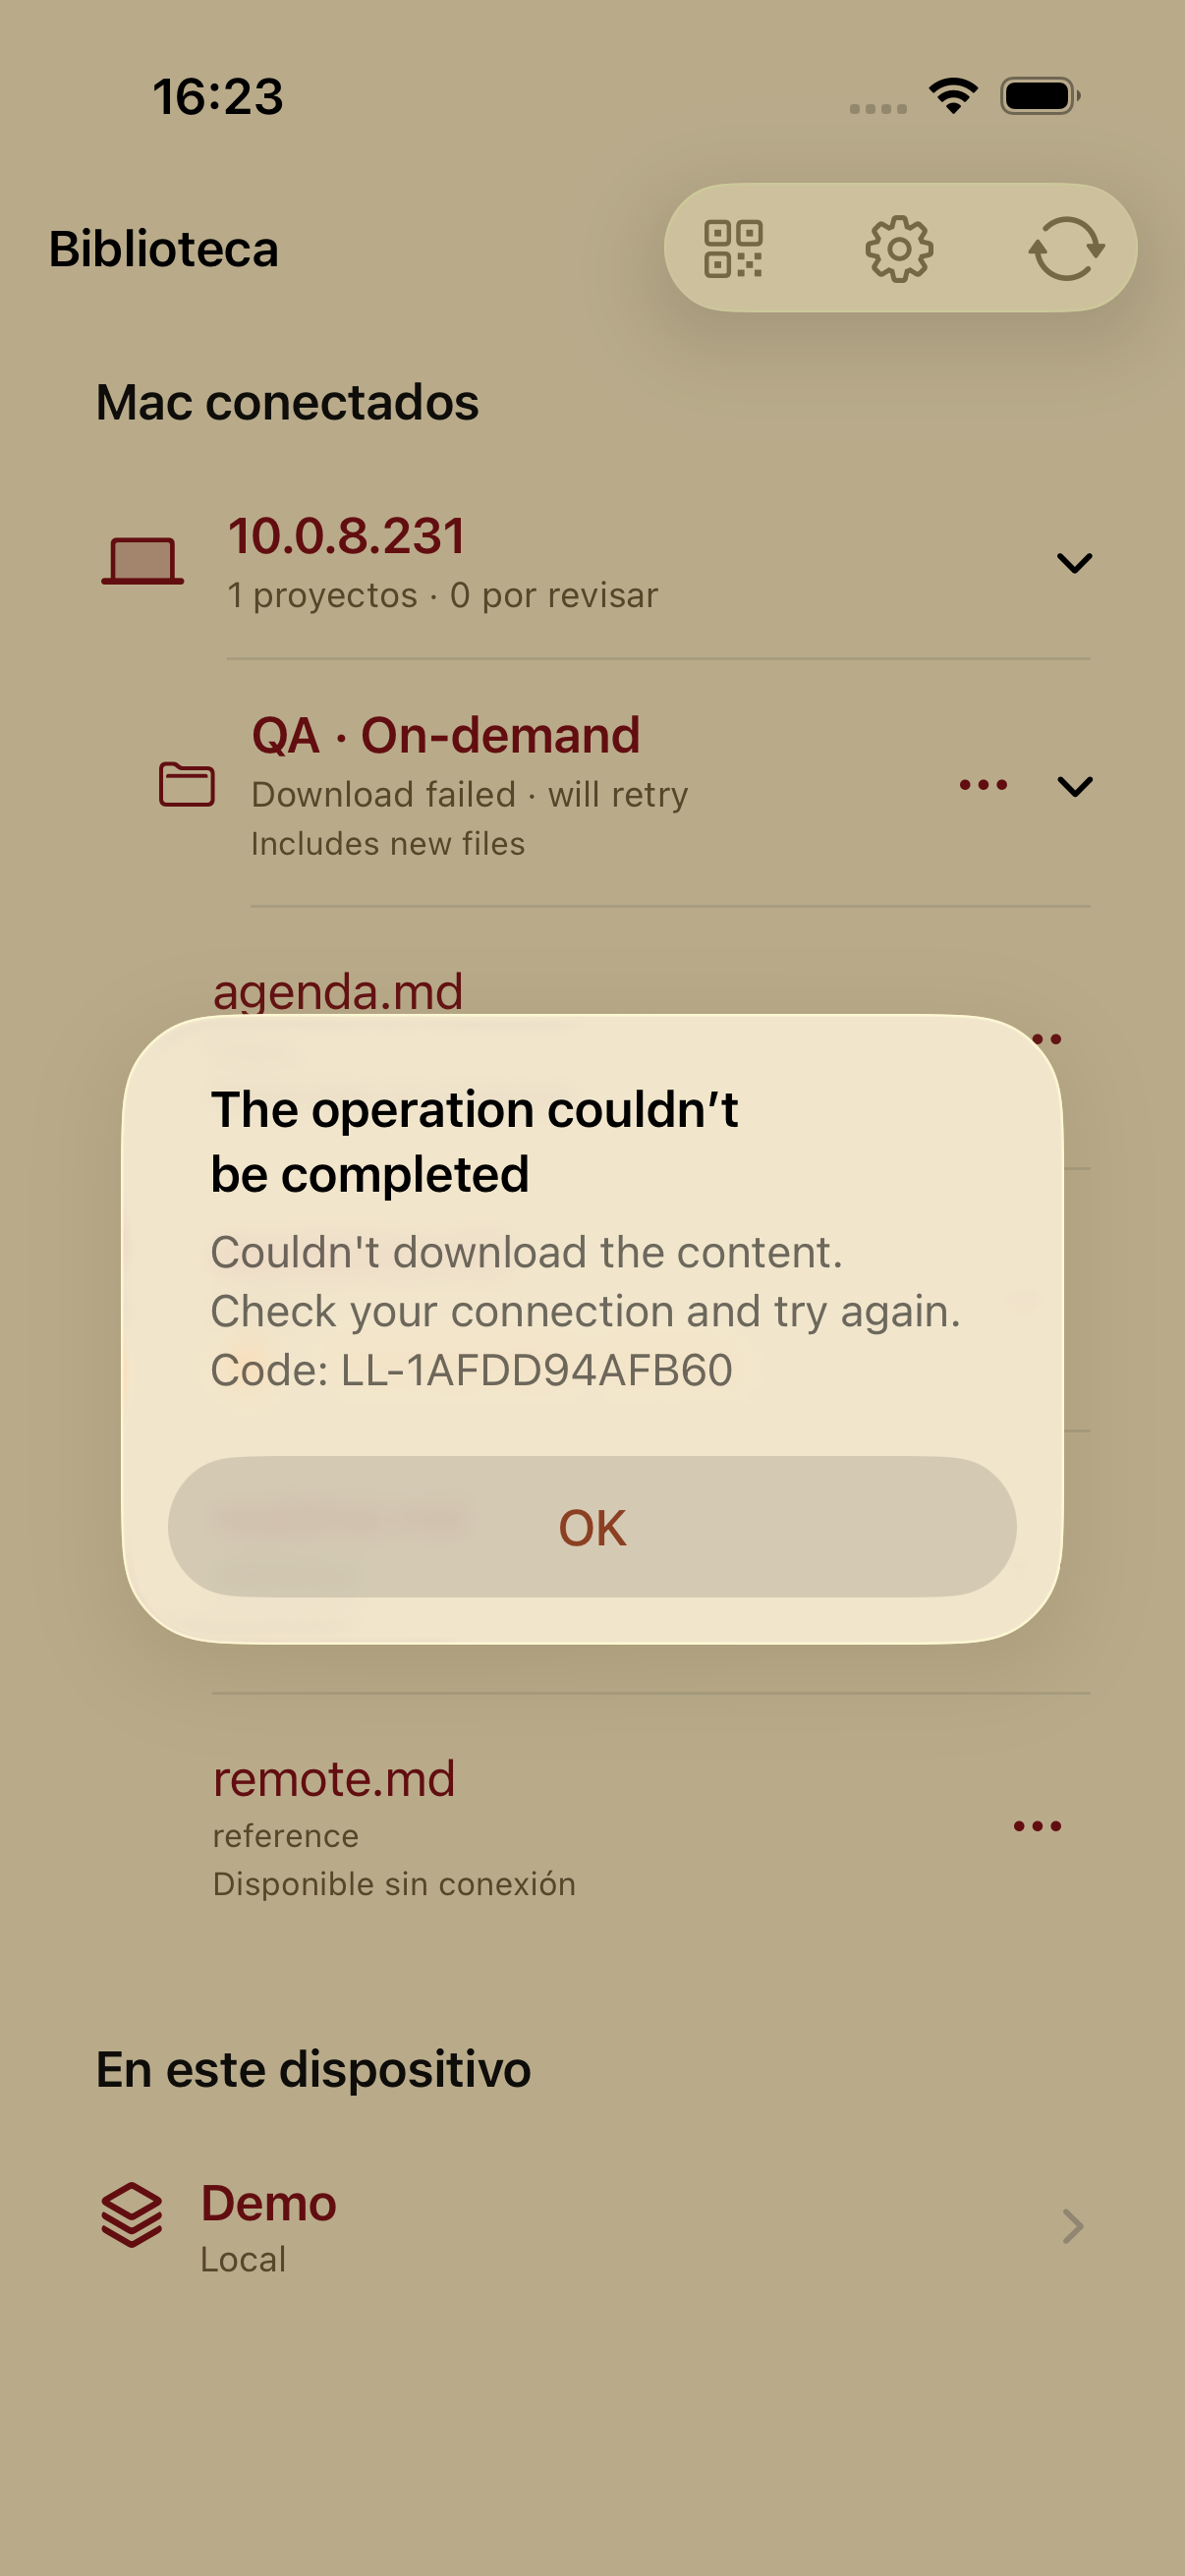 16:23
Biblioteca
Mac conectados
10.0.8.231
1 proyectos · 0 por revisar
QA · On-demand
Download failed · will retry
Includes new files
agenda.md
The operation couldn’t
be completed
Couldn't download the content.
Check your connection and try again.
Code: LL-1AFDD94AFB60
OK
remote.md
reference
Disponible sin conexión
En este dispositivo
Demo
Local